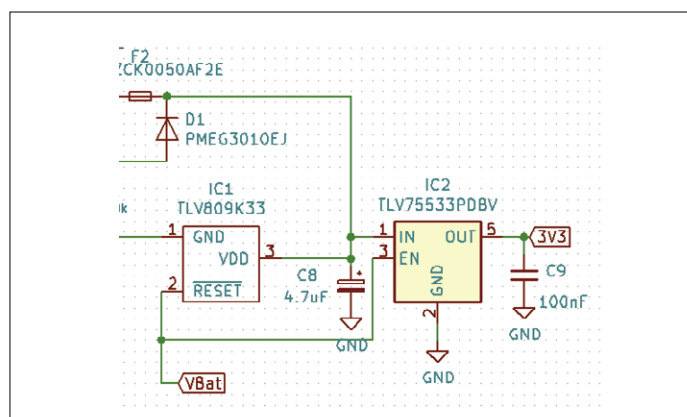 F2
ZCK0050AF2E
D1
PMEG3010EJ
IC1
TLV809K33
k
1
GND
VDD
3
2
RESET
C8
4.7uF
GND
VBat
IC2
TLV75533PDBV
1
IN
OUT
5
3
EN
GND
2
GND
3V3
C9
100nF
GND